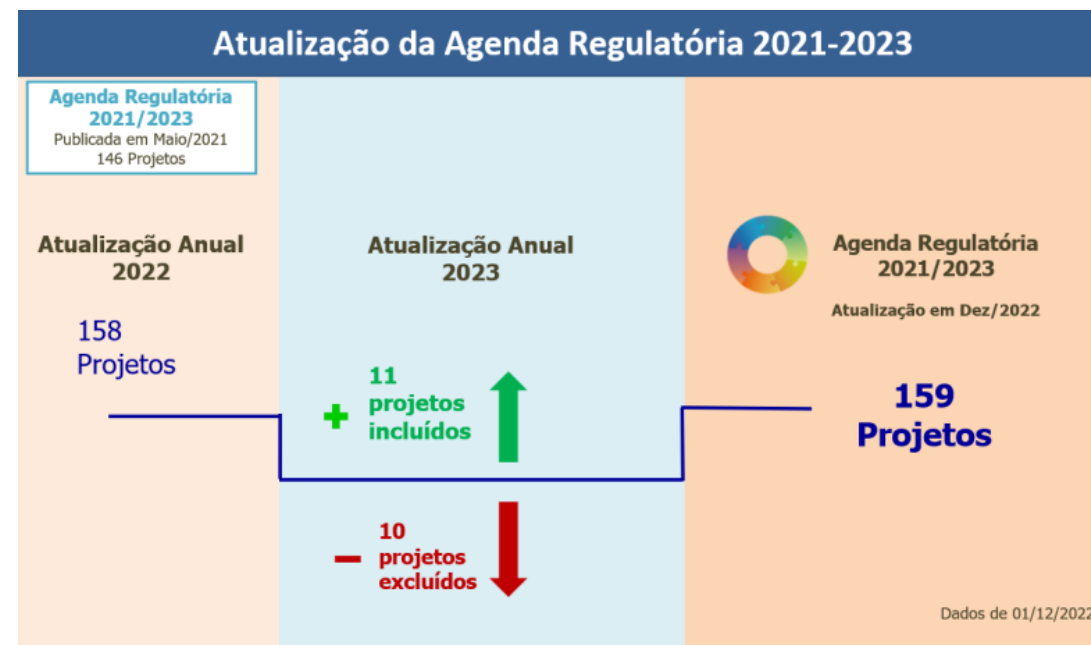 Atualização da Agenda Regulatória 2021-2023
Agenda Regulatória
2021/2023
Publicada em Maio/2021
146 Projetos
Atualização Anual
2022
158
Projetos
Atualização Anual
2023
+
11
projetos
incluídos
−
10
projetos
excluídos
Agenda Regulatória
2021/2023
Atualização em Dez/2022
159
Projetos
Dados de 01/12/2022